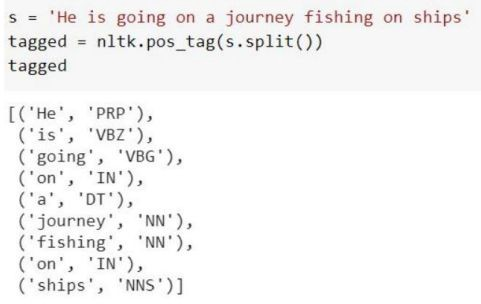 s = 'He is going on a journey fishing on ships'
tagged = nltk.pos_tag(s.split())
tagged
[('He', 'PRP'),
('is', 'VBZ'),
('going', 'VBG'),
('on', 'IN'),
('a', 'DT'),
('journey', 'NN'),
('fishing', 'NN'),
('on', 'IN'),
('ships', 'NNS')]